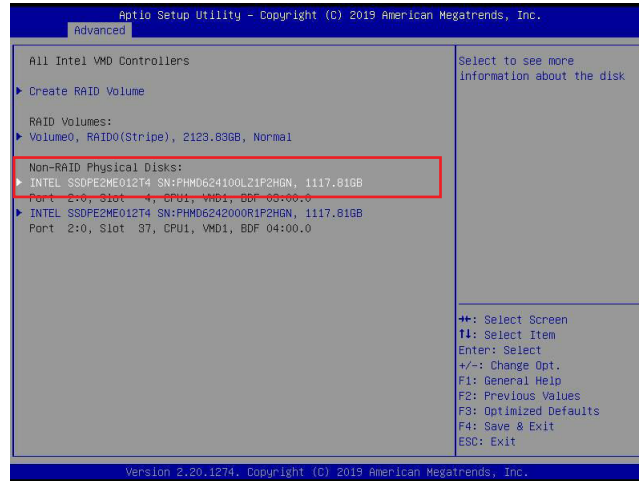 Aptio Setup Utility – Copyright (C) 2019 American Megatrends, Inc.
Advanced
All Intel VMD Controllers
Create RAID Volume
RAID Volumes:
Volume0, RAID0(Stripe), 2123.83GB, Normal
Non-RAID Physical Disks:
INTEL SSDPE2ME012T4 SN:PHMD624100LZ1P2HGN, 1117.81GB
Port 2:0, Slot 4, CPU1, VMD1, BDF 03:00.0
INTEL SSDPE2ME012T4 SN:PHMD6242000R1P2HGN, 1117.81GB
Port 2:0, Slot 37, CPU1, VMD1, BDF 04:00.0
Select to see more
information about the disk
→←: Select Screen
↑↓: Select Item
Enter: Select
+/-: Change Opt.
F1: General Help
F2: Previous Values
F3: Optimized Defaults
F4: Save & Exit
ESC: Exit
Version 2.20.1274. Copyright (C) 2019 American Megatrends, Inc.